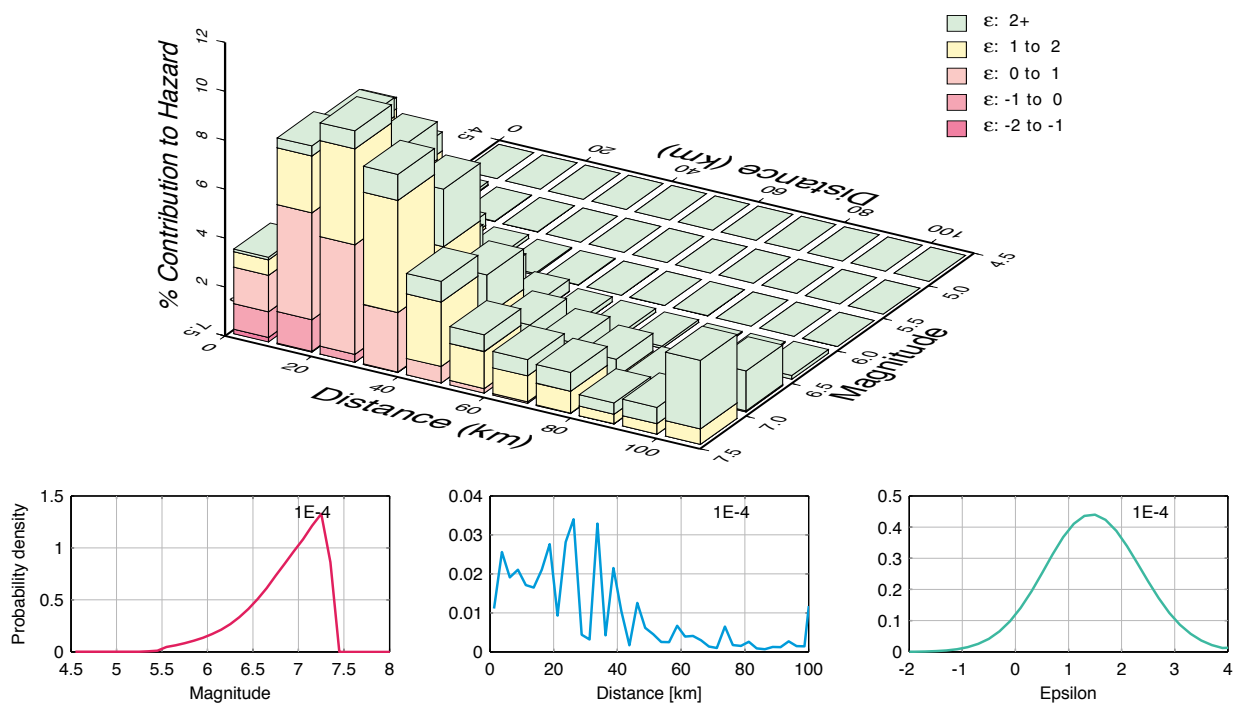 ε: 2+
ε: 1 to 2
ε: 0 to 1
ε: -1 to 0
ε: -2 to -1
% Contribution to Hazard
12
10
8
6
4
2
7.5
0
20
40
60
80
100
Distance (km)
4.5
0
20
40
60
80
100
Distance (km)
4.5
5.0
5.5
6.0
6.5
7.0
7.5
Magnitude
Probability density
1.5
1
0.5
0
1E-4
4.5 5 5.5 6 6.5 7 7.5 8
Magnitude
0.04
0.03
0.02
0.01
0
1E-4
0 20 40 60 80 100
Distance [km]
0.5
0.4
0.3
0.2
0.1
0
1E-4
-2 -1 0 1 2 3 4
Epsilon